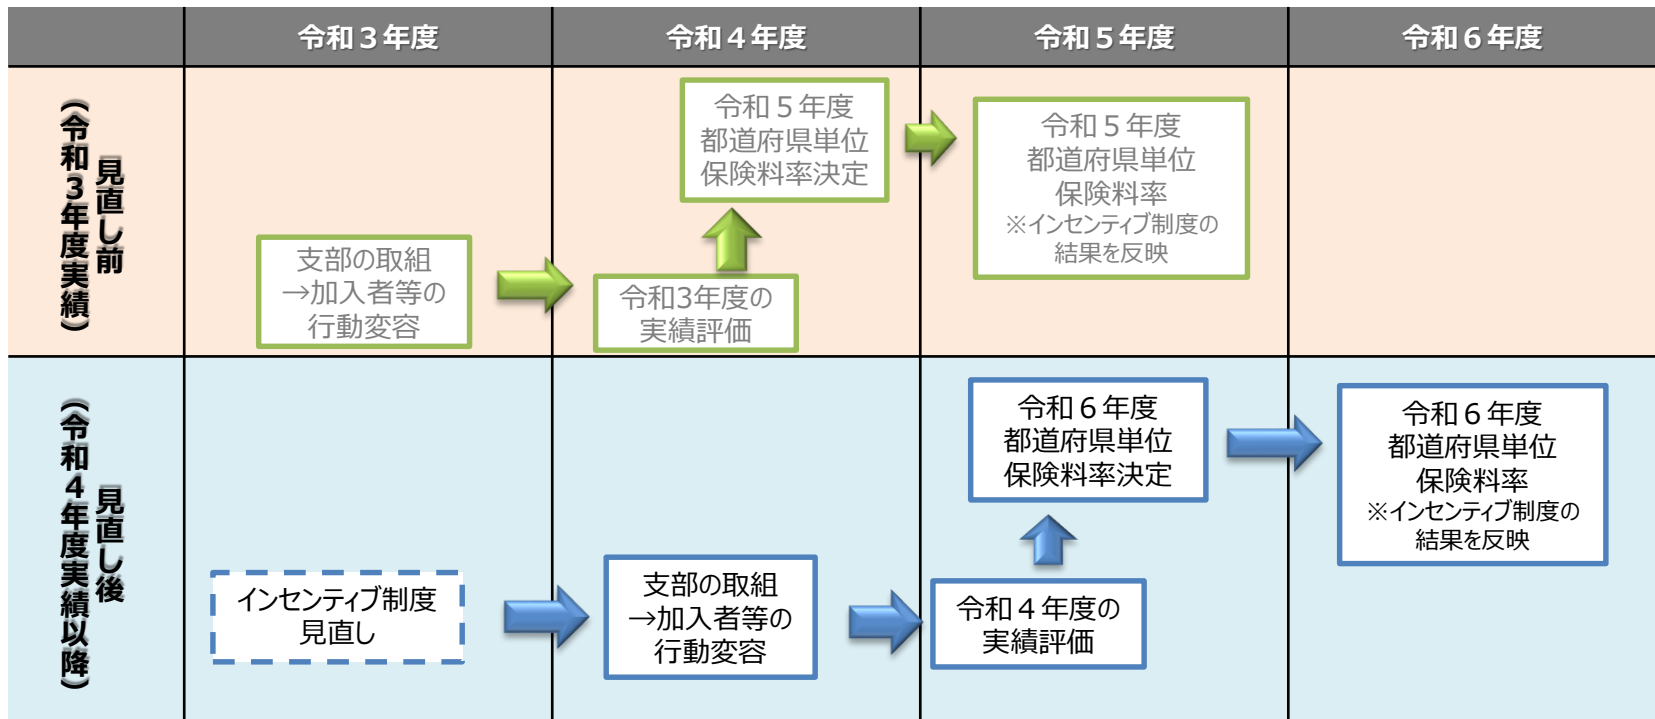 令和３年度
令和４年度
令和５年度
令和６年度
見直し前
（令和３年度実績）
支部の取組
→加入者等の
行動変容
令和3年度の
実績評価
令和５年度
都道府県単位
保険料率決定
令和５年度
都道府県単位
保険料率
※インセンティブ制度の
結果を反映
見直し後
（令和４年度実績以降）
インセンティブ制度
見直し
支部の取組
→加入者等の
行動変容
令和４年度の
実績評価
令和６年度
都道府県単位
保険料率決定
令和６年度
都道府県単位
保険料率
※インセンティブ制度の
結果を反映